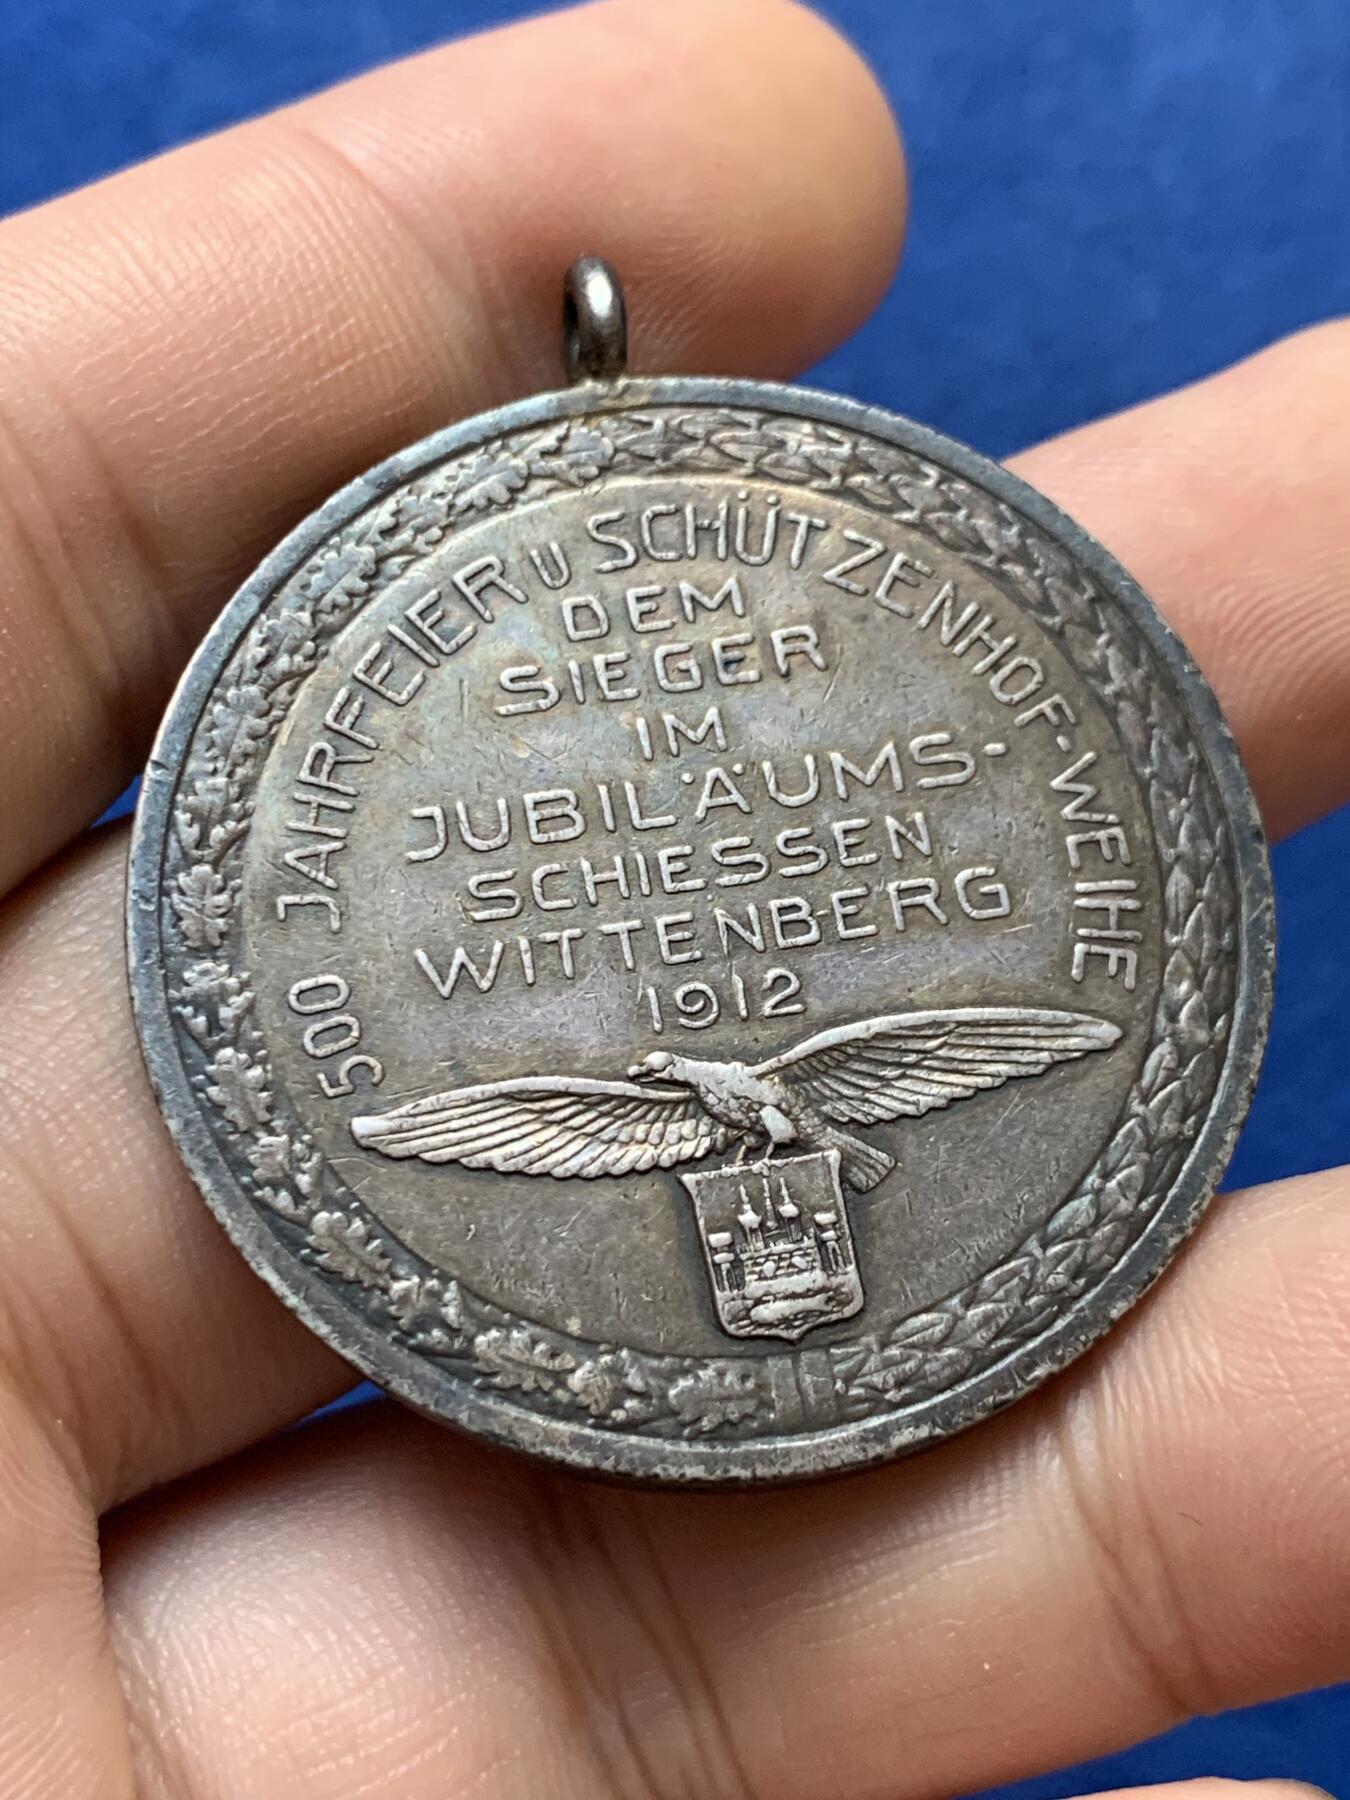 500 JAHRFEIER U SCHÜTZENHOF-WEIHE
DEM
SIEGER
IM
JUBILÄUMS-
SCHIESSEN
WITTENBERG
1912